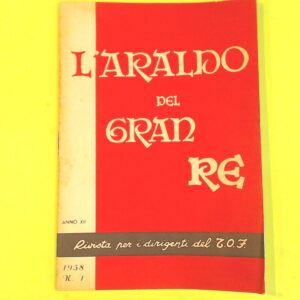 L'ARALDO
DEL
GRAN
RE
ANNO XII
Rivista per i dirigenti del T.O.F.
1958
N. 1